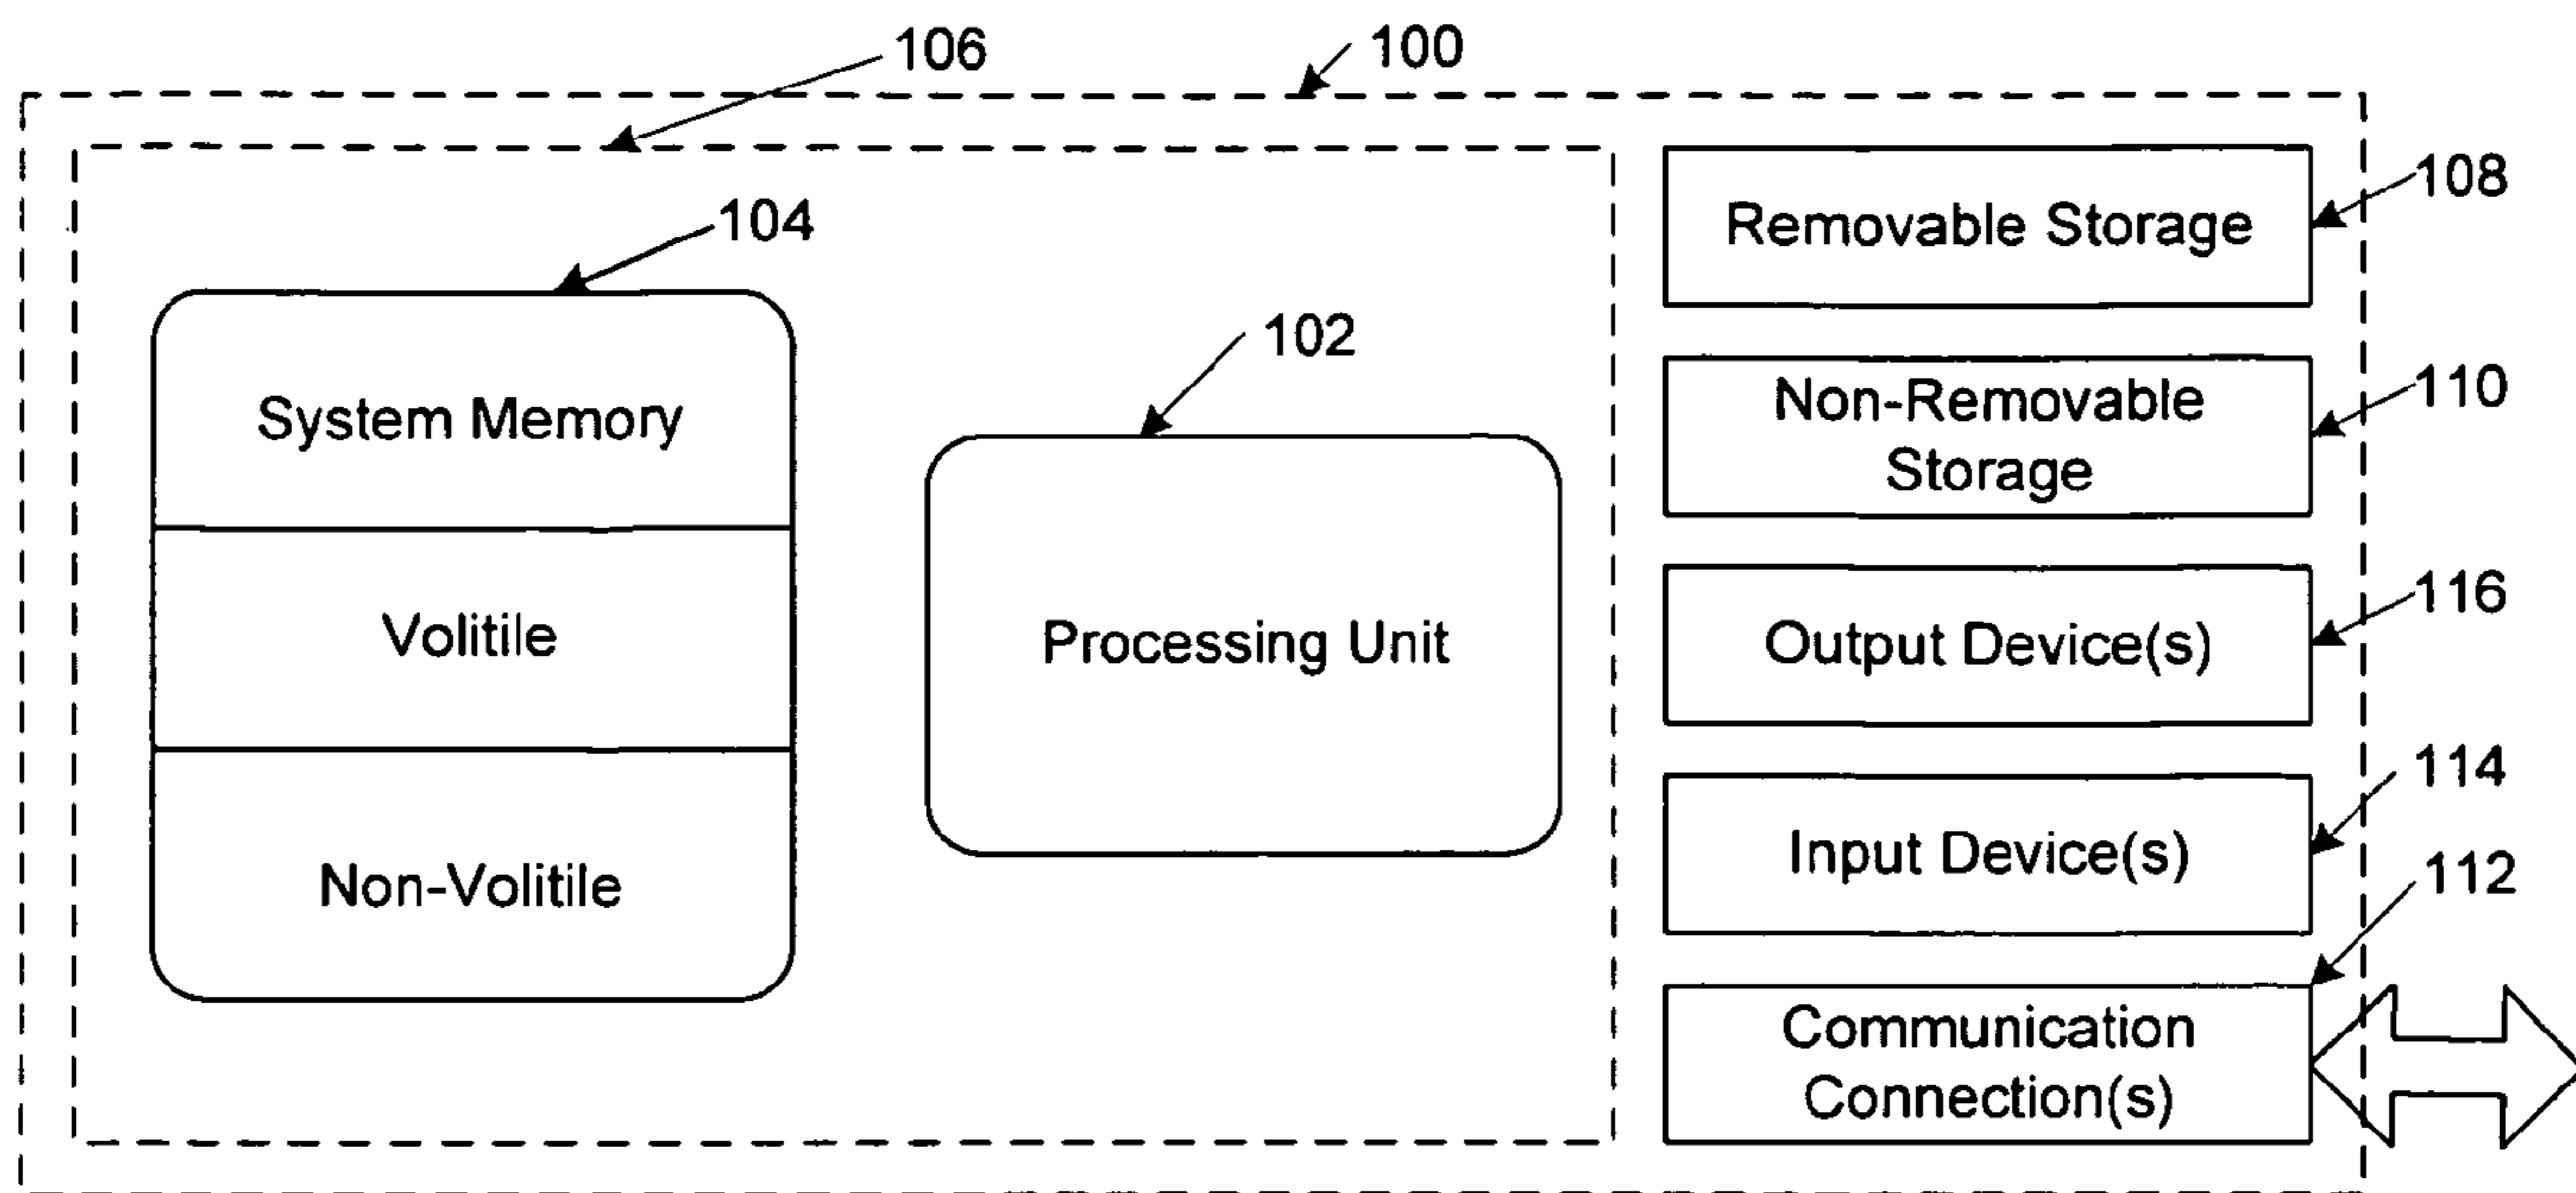 106
100
104
System Memory
Volitile
Non-Volitile
102
Processing Unit
Removable Storage
108
Non-Removable
Storage
110
Output Device(s)
116
Input Device(s)
114
Communication
Connection(s)
112